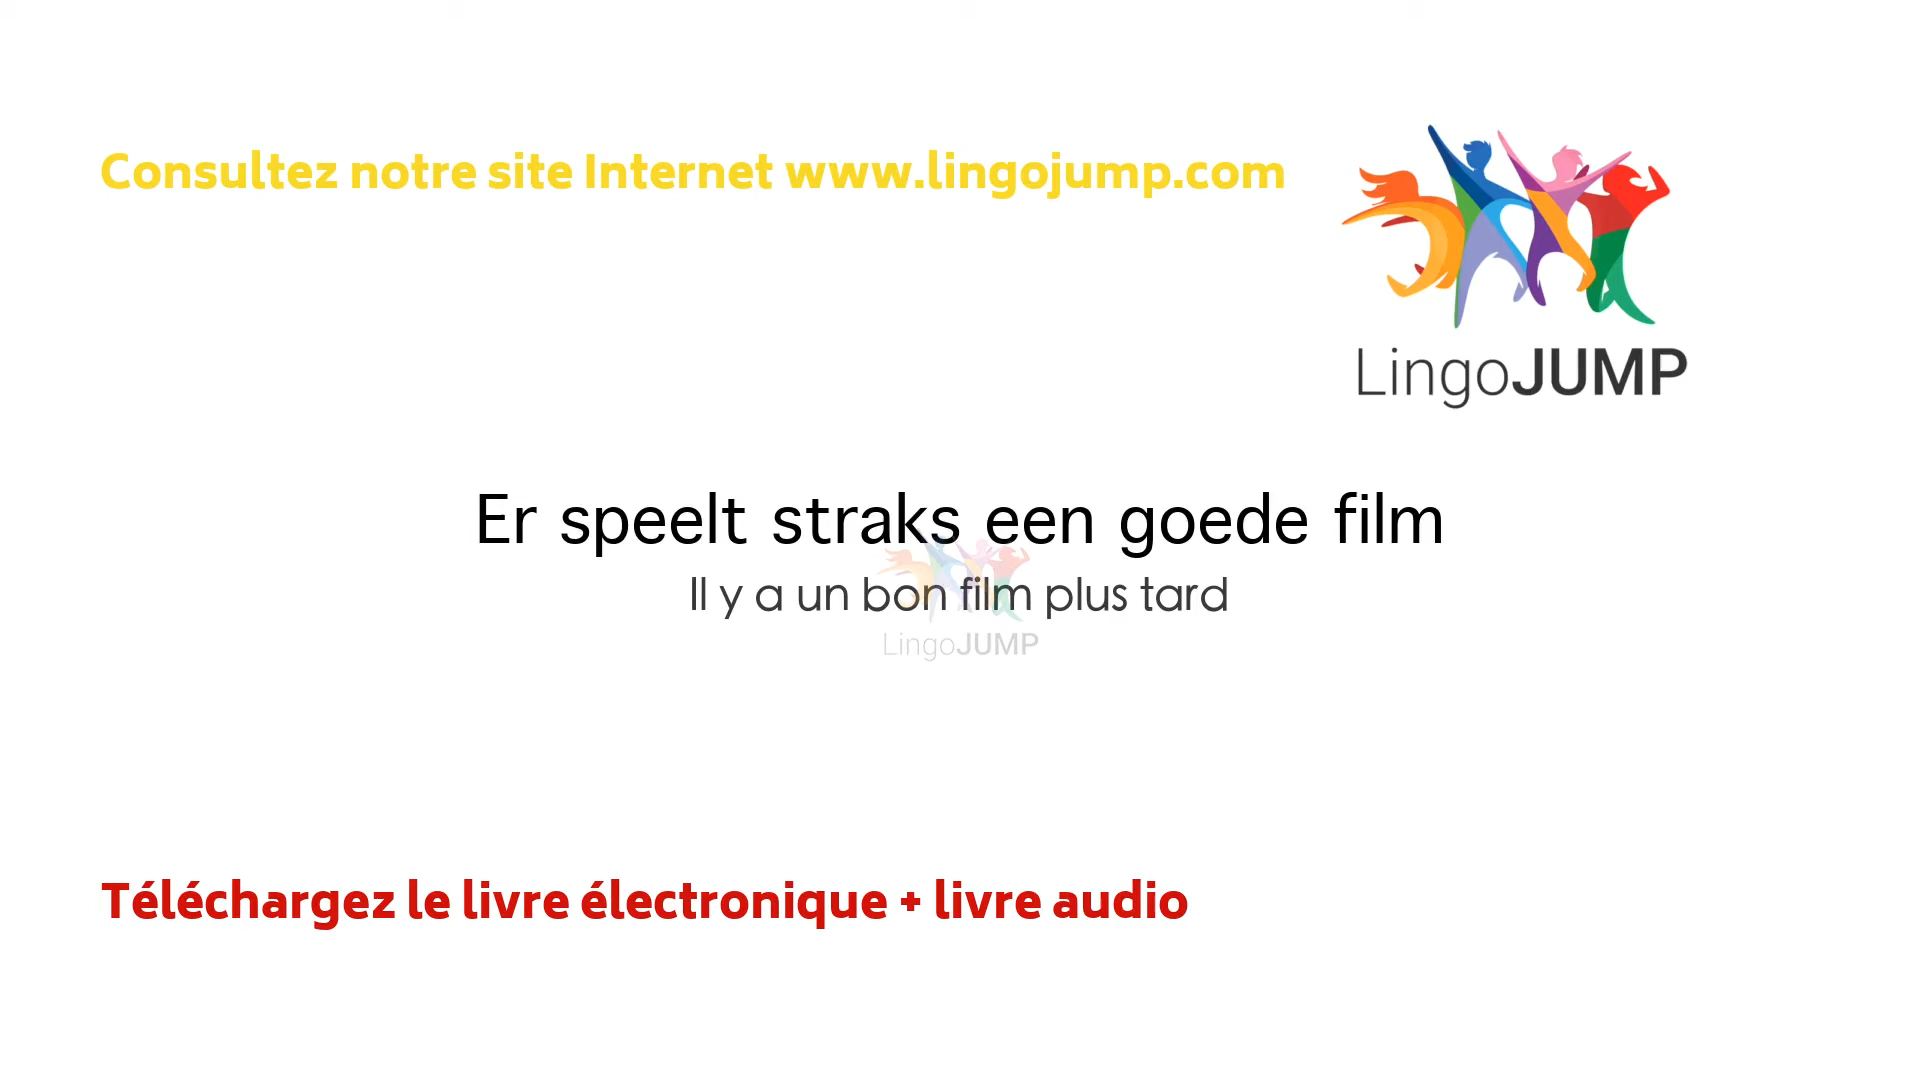 Consultez notre site Internet www.lingojump.com
LingoJUMP
Er speelt straks een goede film
Il y a un bon film plus tard
LingoJUMP
Téléchargez le livre électronique + livre audio